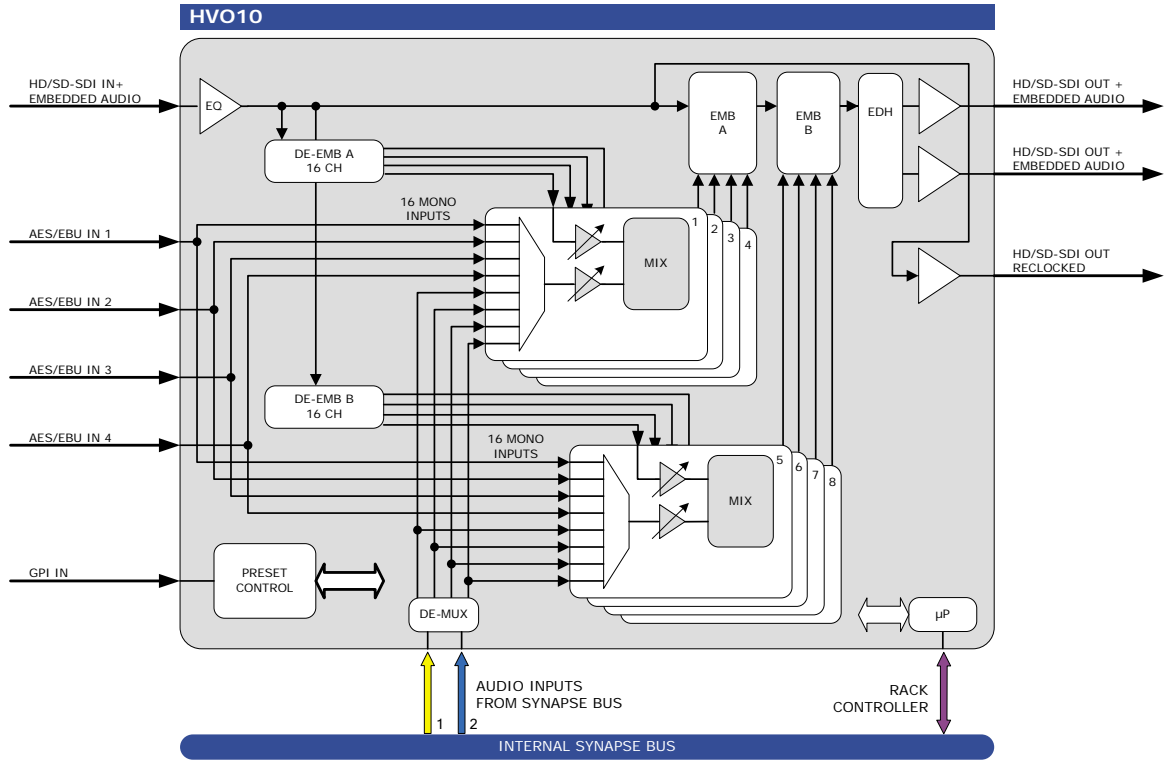 HVO10
HD/SD-SDI IN+
EMBEDDED AUDIO
EQ
EMB
A
EMB
B
EDH
HD/SD-SDI OUT +
EMBEDDED AUDIO
DE-EMB A
16 CH
HD/SD-SDI OUT +
EMBEDDED AUDIO
16 MONO
INPUTS
1
2
3
4
AES/EBU IN 1
MIX
HD/SD-SDI OUT
RECLOCKED
AES/EBU IN 2
AES/EBU IN 3
DE-EMB B
16 CH
AES/EBU IN 4
16 MONO
INPUTS
5
6
7
8
MIX
GPI IN
PRESET
CONTROL
DE-MUX
µP
AUDIO INPUTS
FROM SYNAPSE BUS
1
2
RACK
CONTROLLER
INTERNAL SYNAPSE BUS